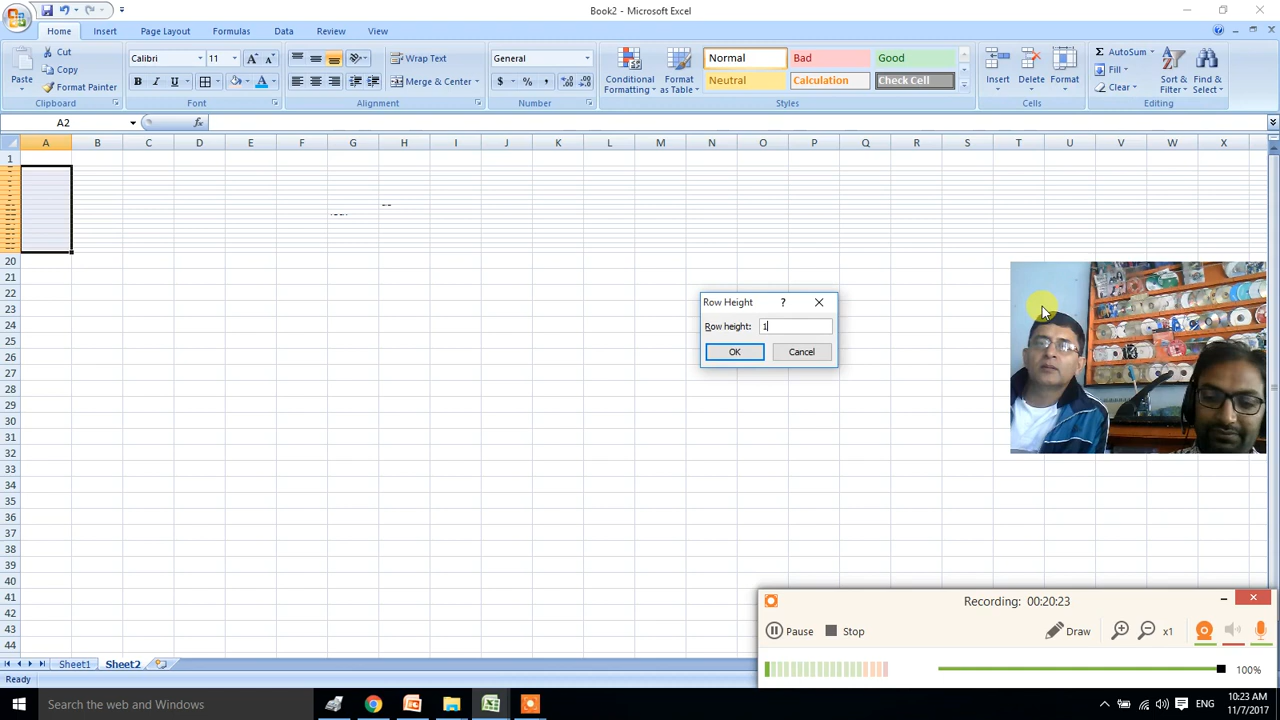 Book2 - Microsoft Excel
Home Insert Page Layout Formulas Data Review View
Cut
Copy
Format Painter
Paste
Clipboard
Calibri 11
B I U
Font
Wrap Text
Merge & Center
Alignment
General
$ % ,
Number
Conditional Formatting
Format as Table
Normal Bad Good
Neutral Calculation Check Cell
Styles
Insert Delete Format
Cells
AutoSum
Fill
Clear
Sort & Filter
Find & Select
Editing
A2 fx
A B C D E F G H I J K L M N O P Q R S T U V W X
1
20
21
22
23
24
25
26
27
28
29
30
31
32
33
34
35
36
37
38
39
40
41
42
43
44
Row Height ?
Row height: 1
OK Cancel
Recording: 00:20:23
Pause Stop Draw x1
100%
Sheet1 Sheet2
Ready
Search the web and Windows
ENG
10:23 AM
11/7/2017